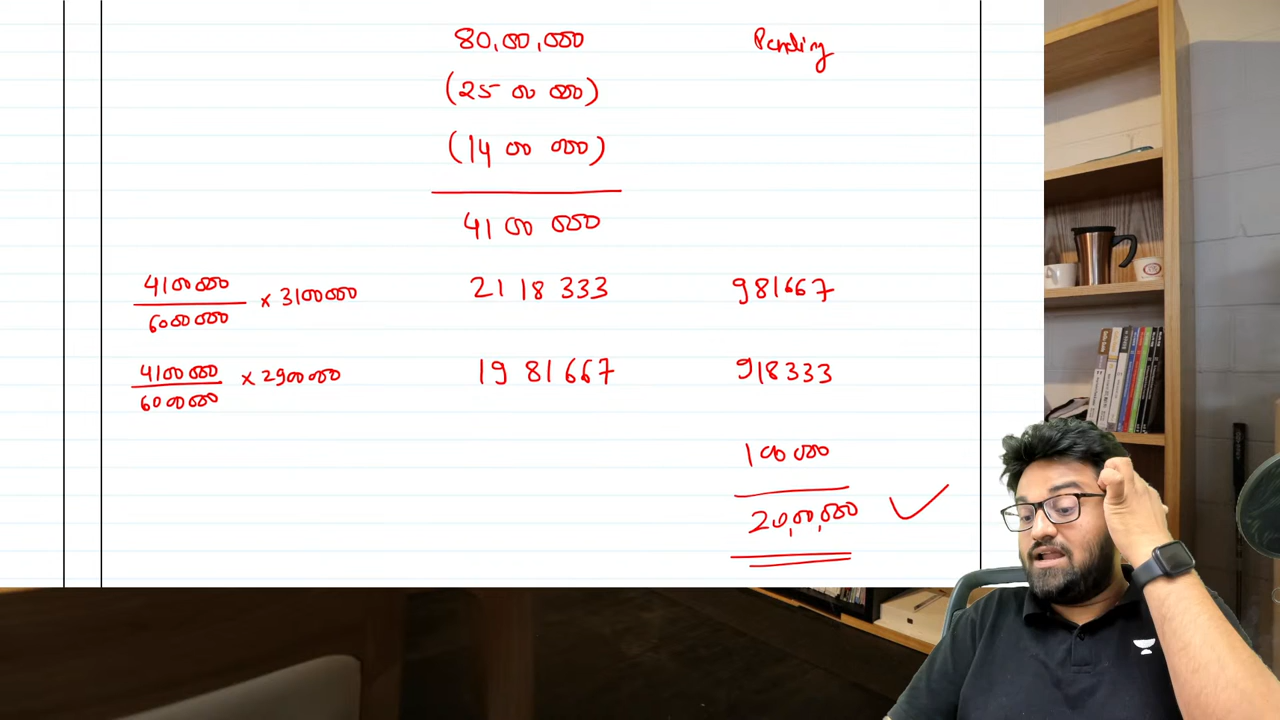 80,00,000 Pending
(25 00 000)
(14 00 000)
41 00 000
4100000 / 6000000 × 3100000 21 18 333 981667
4100000 / 6000000 × 2900000 19 81 667 918333
100000
20,00,000 ✓